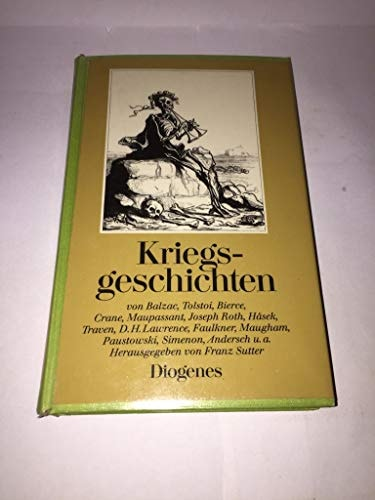 Kriegs-
geschichten
von Balzac, Tolstoi, Bierce,
Crane, Maupassant, Joseph Roth, Håsek,
Traven, D. H. Lawrence, Faulkner, Maugham,
Paustowski, Simenon, Andersch u. a.
Herausgegeben von Franz Sutter
Diogenes